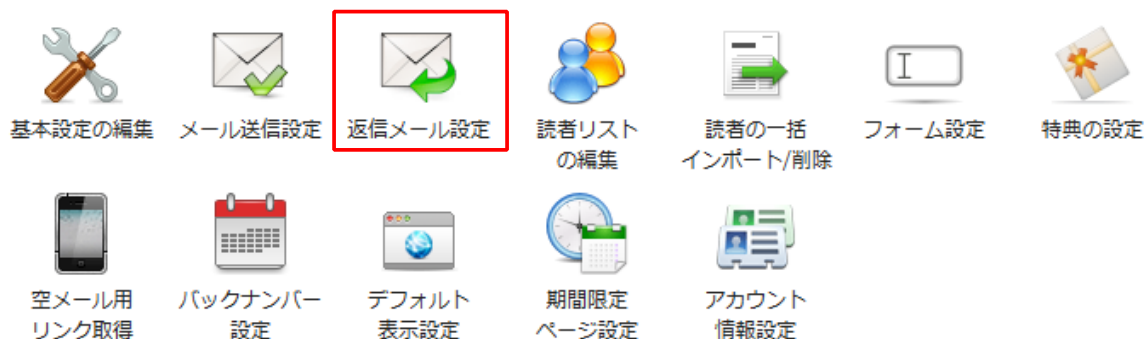 基本設定の編集 メール送信設定 返信メール設定 読者リスト 読者の一括 フォーム設定 特典の設定
の編集 インポート/削除
空メール用 バックナンバー デフォルト 期間限定 アカウント
リンク取得 設定 表示設定 ページ設定 情報設定